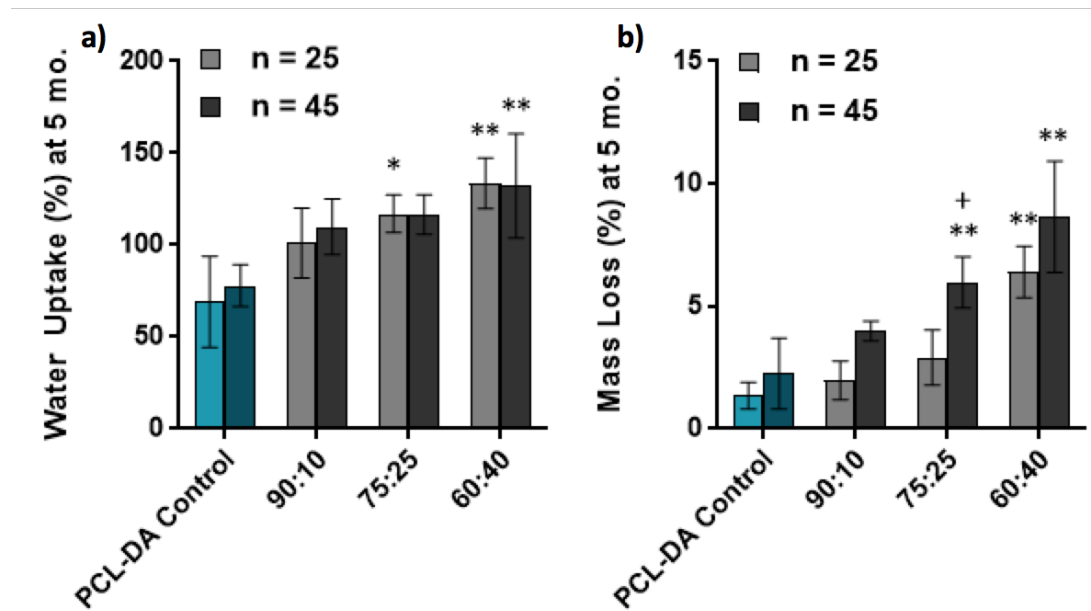 a)
Water Uptake (%) at 5 mo.
200
150
100
50
0
n = 25
n = 45
*
**
**
PCL-DA Control
90:10
75:25
60:40
b)
Mass Loss (%) at 5 mo.
15
10
5
0
n = 25
n = 45
+
**
**
**
PCL-DA Control
90:10
75:25
60:40